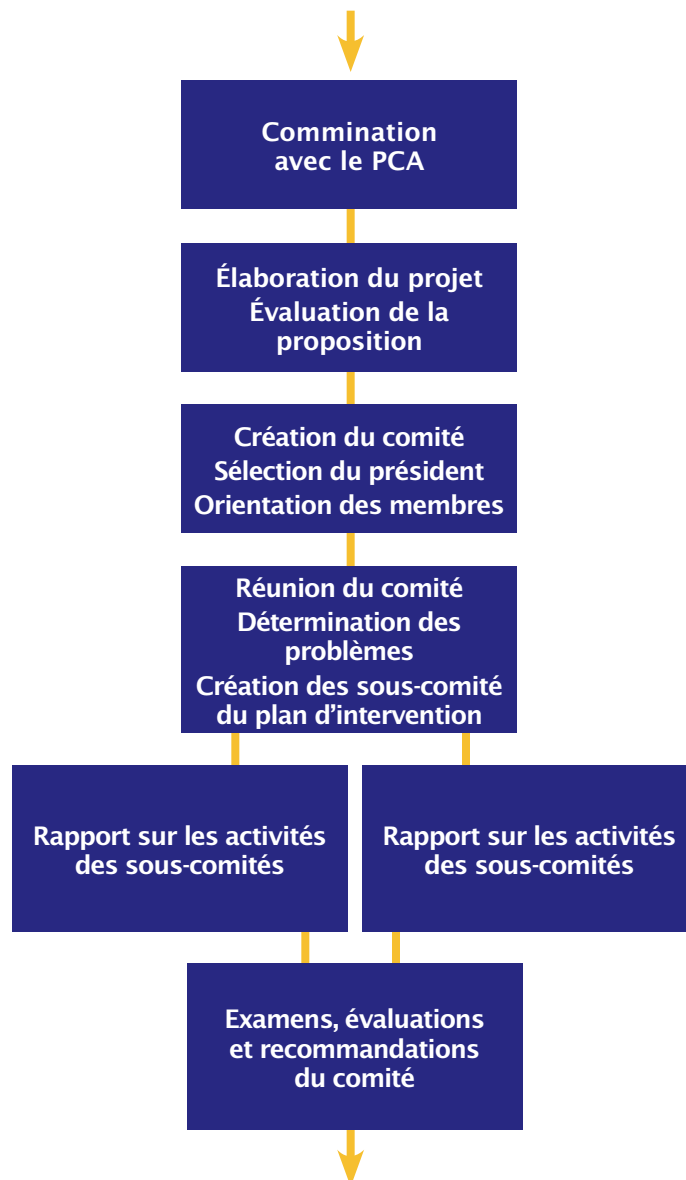 Commination
avec le PCA
Élaboration du projet
Évaluation de la
proposition
Création du comité
Sélection du président
Orientation des membres
Réunion du comité
Détermination des
problèmes
Création des sous-comité
du plan d’intervention
Rapport sur les activités
des sous-comités
Rapport sur les activités
des sous-comités
Examens, évaluations
et recommandations
du comité